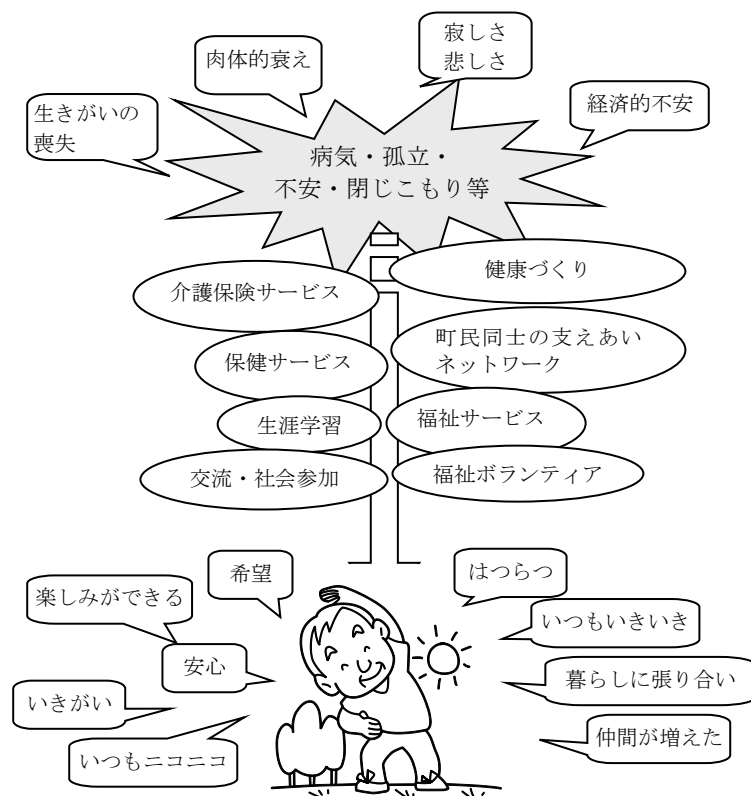 寂しさ
悲しさ
肉体的衰え
経済的不安
生きがいの
喪失
病気・孤立・
不安・閉じこもり等
健康づくり
介護保険サービス
町民同士の支えあい
ネットワーク
保健サービス
福祉サービス
生涯学習
福祉ボランティア
交流・社会参加
希望
はつらつ
楽しみができる
いつもいきいき
安心
暮らしに張り合い
いきがい
仲間が増えた
いつもニコニコ